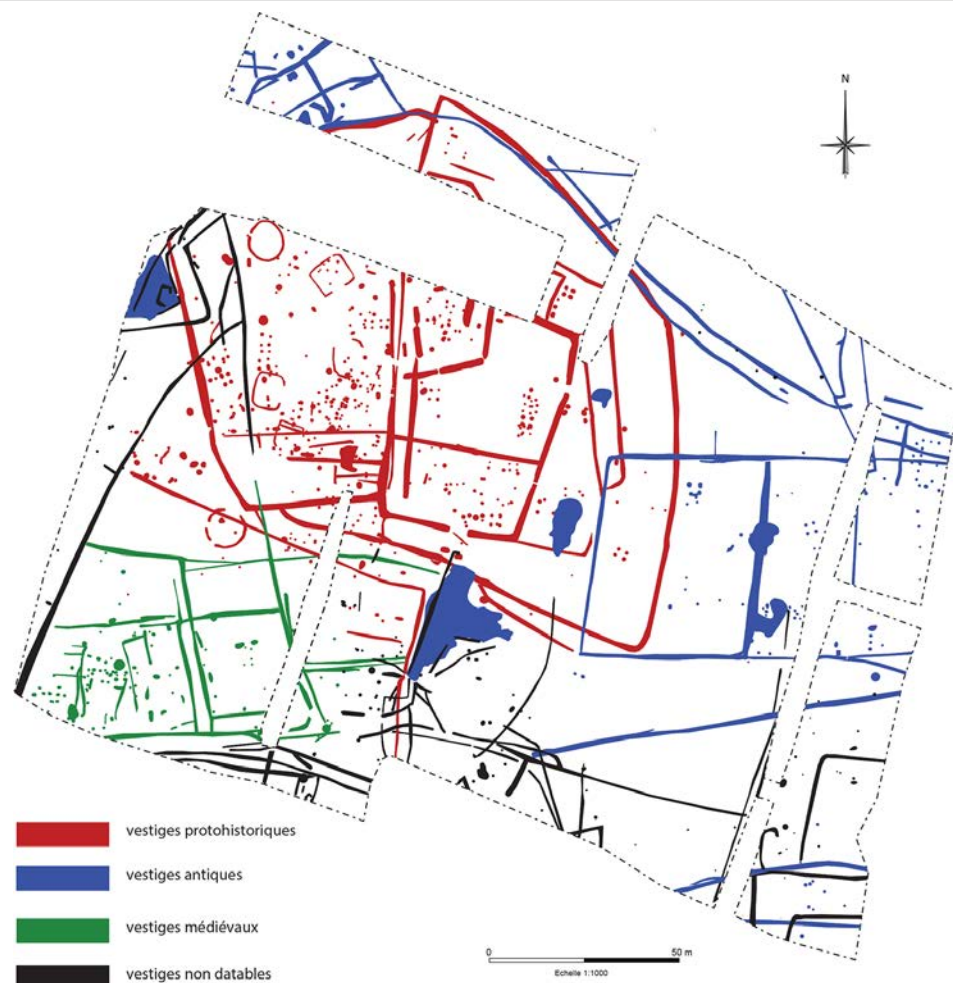 N
vestiges protohistoriques
vestiges antiques
vestiges médiévaux
vestiges non datables
0 50 m
Echelle 1:1000